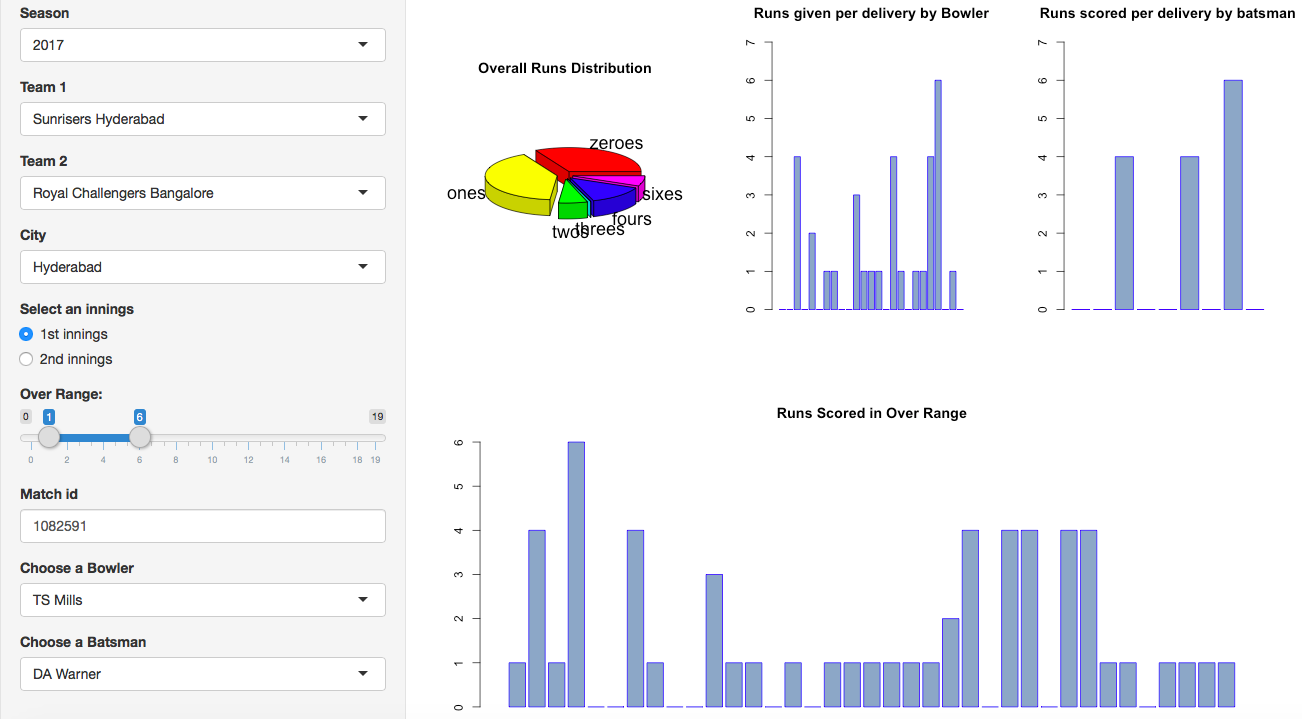 Season
2017
Team 1
Sunrisers Hyderabad
Team 2
Royal Challengers Bangalore
City
Hyderabad
Select an innings
1st innings
2nd innings
Over Range:
0 1 6 19
0 2 4 6 8 10 12 14 16 18 19
Match id
1082591
Choose a Bowler
TS Mills
Choose a Batsman
DA Warner
Overall Runs Distribution
zeroes
ones
sixes
fours
threes
twos
Runs given per delivery by Bowler
7
6
5
4
3
2
1
0
Runs scored per delivery by batsman
7
6
5
4
3
2
1
0
Runs Scored in Over Range
6
5
4
3
2
1
0